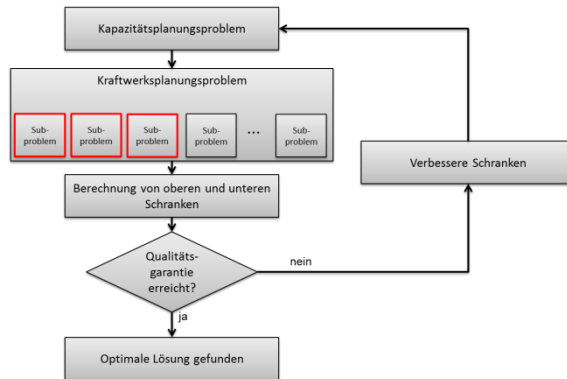 Kapazitätsplanungsproblem
Kraftwerksplanungsproblem
Sub-
problem
Sub-
problem
Sub-
problem
Sub-
problem
...
Sub-
problem
Verbessere Schranken
Berechnung von oberen und unteren
Schranken
Qualitäts-
garantie
erreicht?
nein
ja
Optimale Lösung gefunden